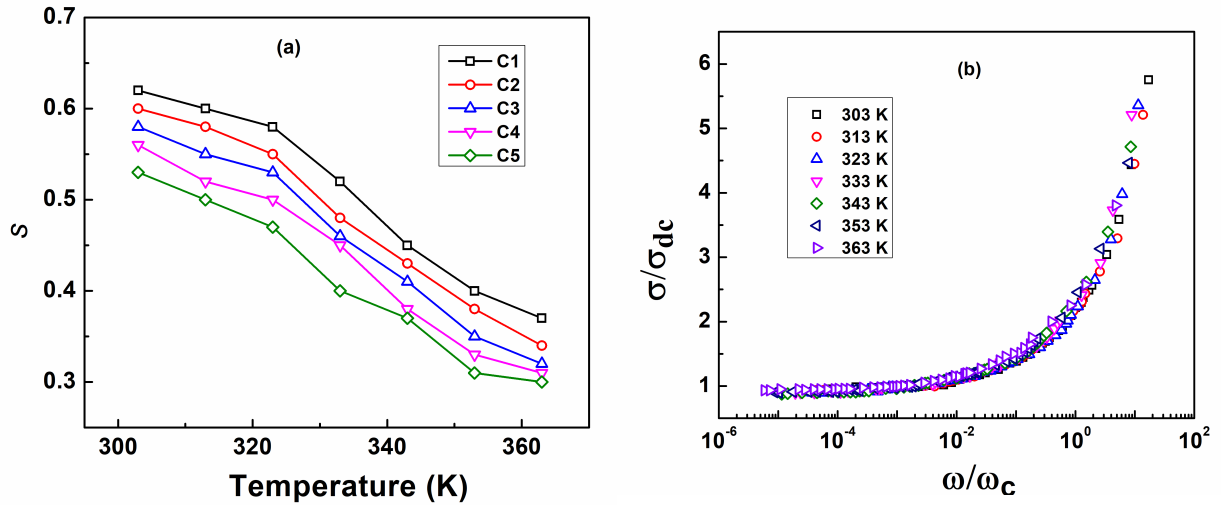 0.7
0.6
0.5
0.4
0.3
300
320
340
360
S
Temperature (K)
(a)
C1
C2
C3
C4
C5
6
5
4
3
2
1
10⁻⁶
10⁻⁴
10⁻²
10⁰
10²
σ/σdc
ω/ωc
(b)
303 K
313 K
323 K
333 K
343 K
353 K
363 K